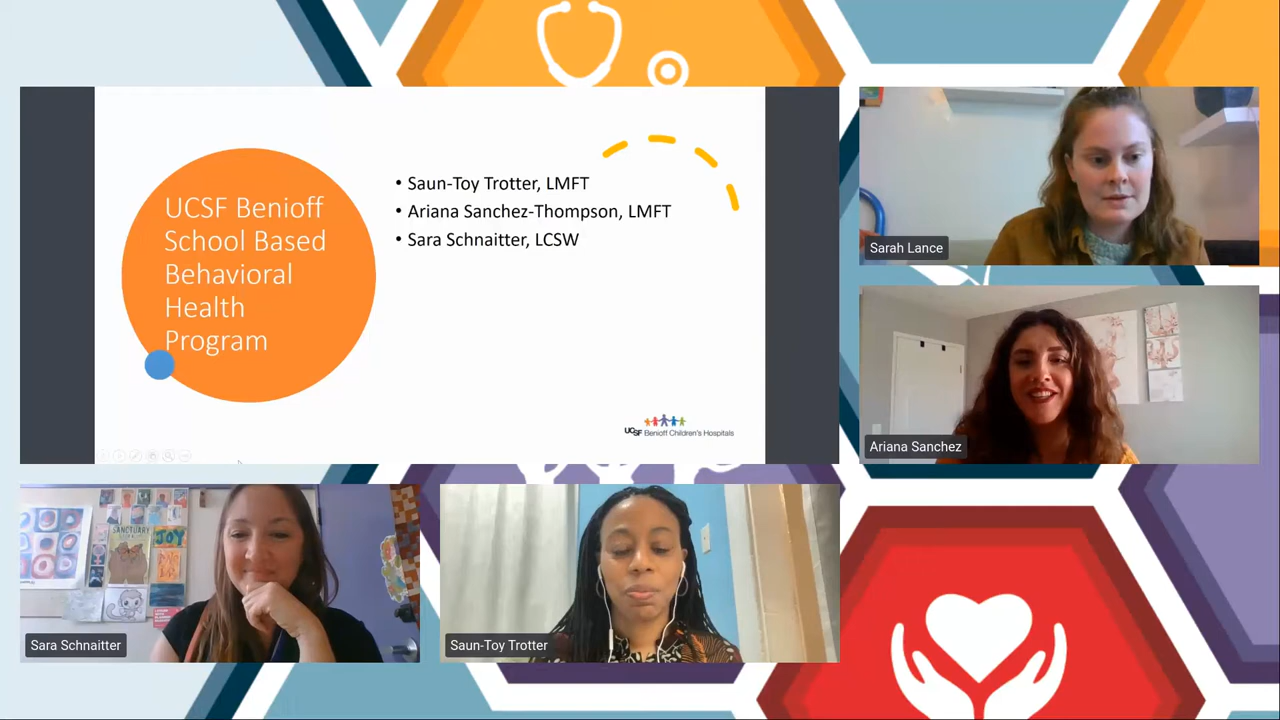 UCSF Benioff
School Based
Behavioral
Health
Program
• Saun-Toy Trotter, LMFT
• Ariana Sanchez-Thompson, LMFT
• Sara Schnaitter, LCSW
UCSF Benioff Children's Hospitals
Sarah Lance
Ariana Sanchez
SANCTUARY
JOY
Sara Schnaitter
Saun-Toy Trotter